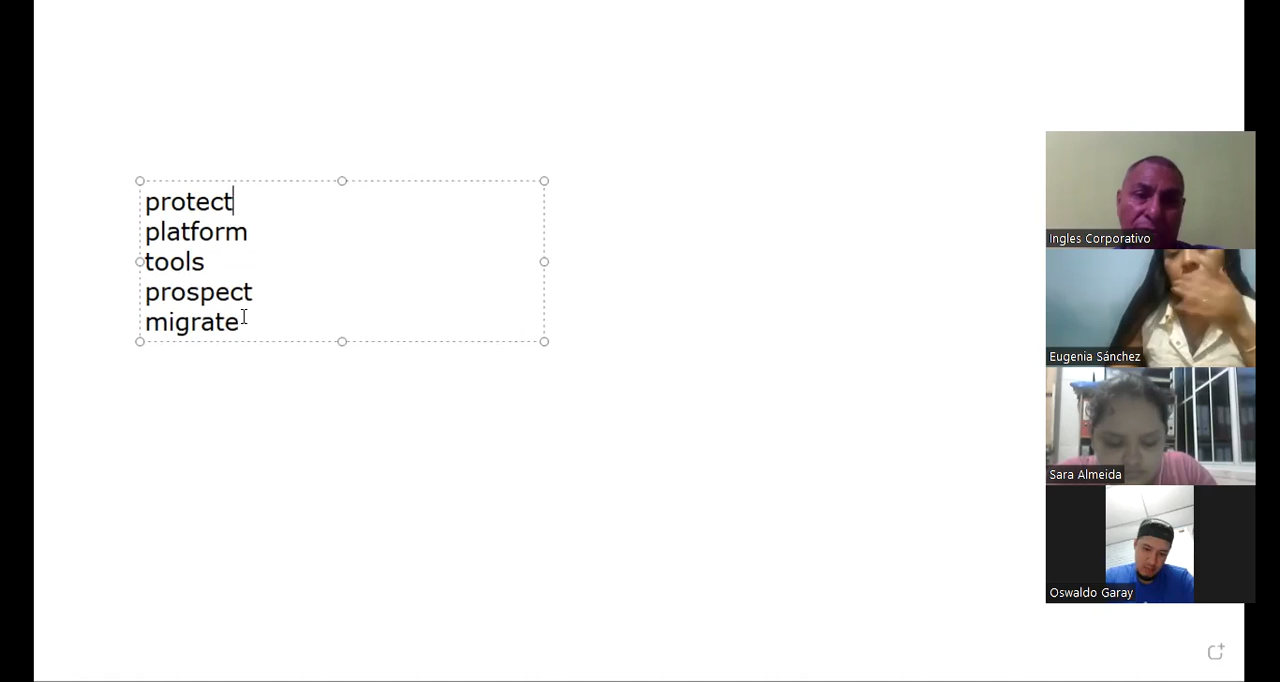 protect
platform
tools
prospect
migrate
Ingles Corporativo
Eugenia Sánchez
Sara Almeida
Oswaldo Garay